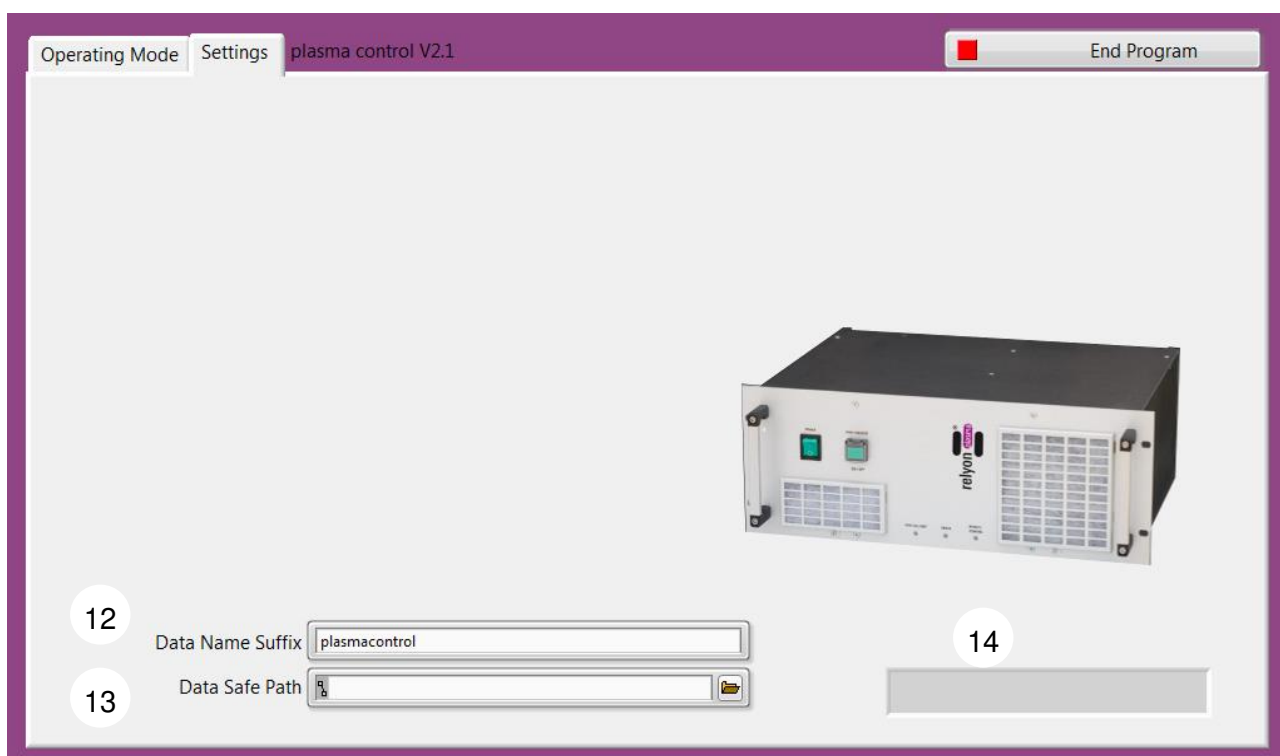 Operating Mode Settings plasma control V2.1 End Program
relyon plasma
12
Data Name Suffix plasmacontrol
14
13 Data Safe Path